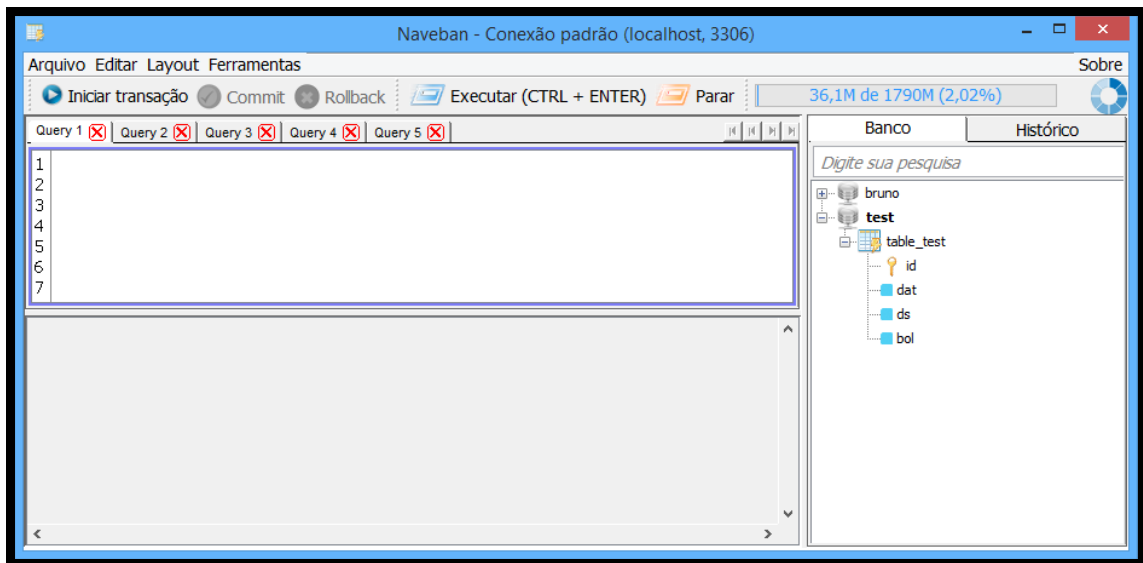 Naveban - Conexão padrão (localhost, 3306)
Arquivo Editar Layout Ferramentas Sobre
Iniciar transação Commit Rollback Executar (CTRL + ENTER) Parar 36,1M de 1790M (2,02%)
Query 1 Query 2 Query 3 Query 4 Query 5
Banco Histórico
Digite sua pesquisa
1
2
3
4
5
6
7
bruno
test
table_test
id
dat
ds
bol